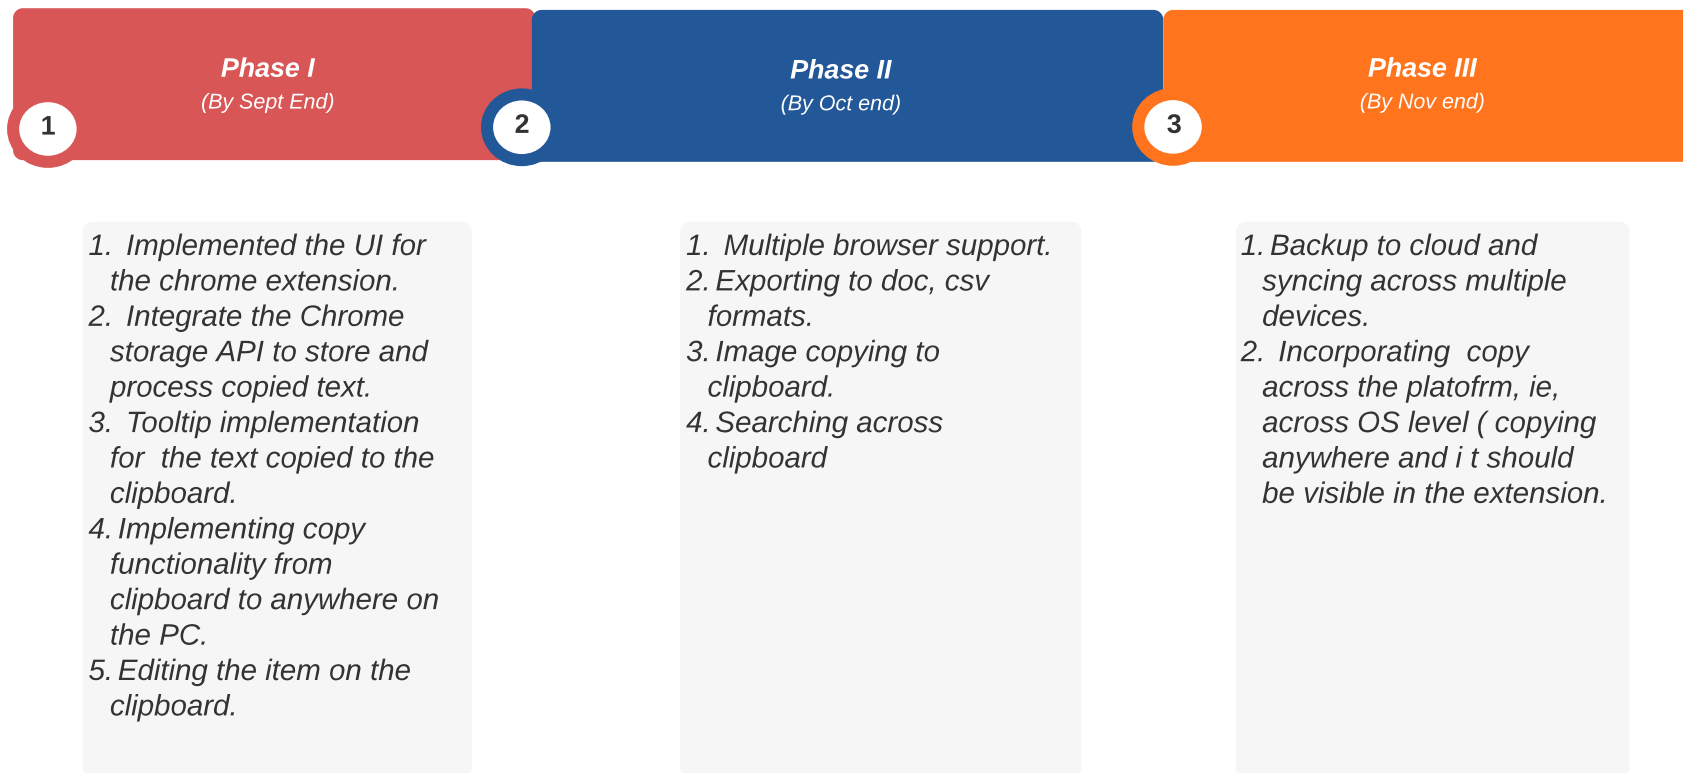 Phase I
(By Sept End)
1
Phase II
(By Oct end)
2
Phase III
(By Nov end)
3
1. Implemented the UI for
the chrome extension.
2. Integrate the Chrome
storage API to store and
process copied text.
3. Tooltip implementation
for the text copied to the
clipboard.
4. Implementing copy
functionality from
clipboard to anywhere on
the PC.
5. Editing the item on the
clipboard.
1. Multiple browser support.
2. Exporting to doc, csv
formats.
3. Image copying to
clipboard.
4. Searching across
clipboard
1. Backup to cloud and
syncing across multiple
devices.
2. Incorporating copy
across the platofrm, ie,
across OS level ( copying
anywhere and i t should
be visible in the extension.